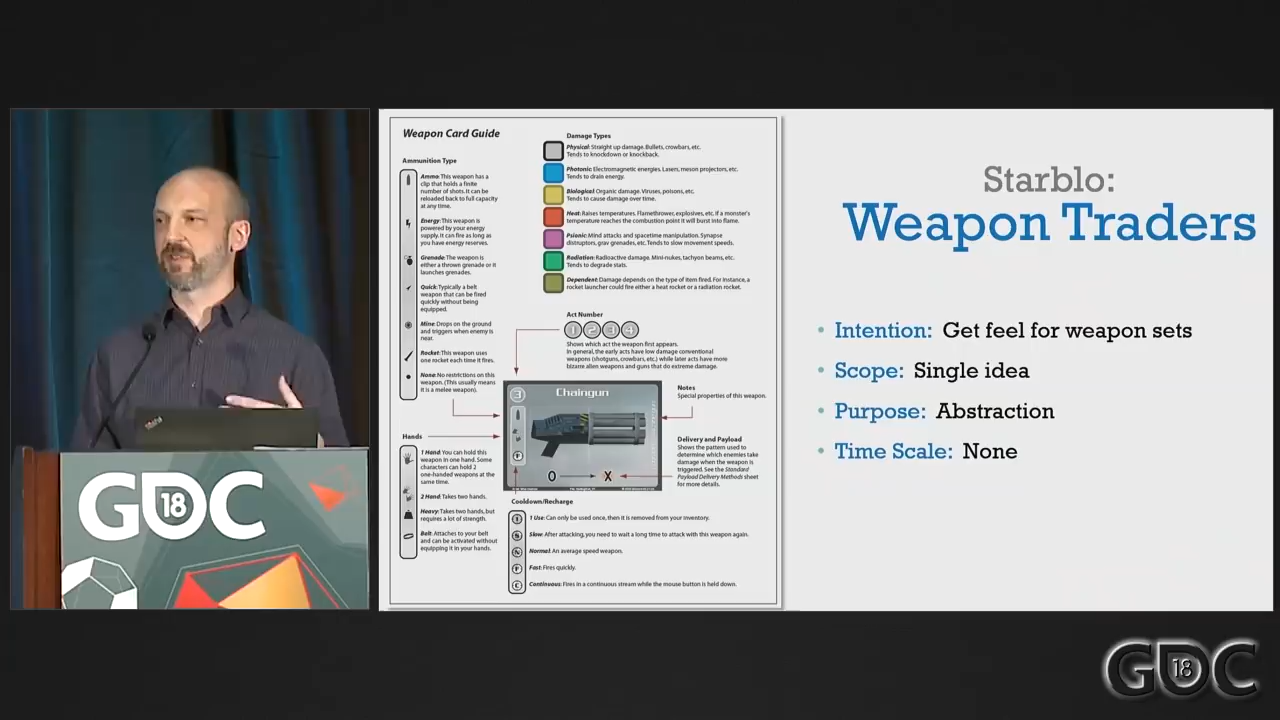 GDC
18
Weapon Card Guide
Ammunition Type
Ammo: This weapon has a
clip that holds a finite
number of shots. It can be
reloaded back to full capacity
at any time.
Energy: This weapon is
powered by your energy
supply. It can fire as long as
you have energy reserves.
Grenade: The weapon is
either a thrown grenade or it
launches grenades.
Quick: Typically a belt
weapon that can be fired
quickly without being
equipped.
Mine: Drops on the ground
and triggers when enemy is
near.
Rocket: This weapon uses
one rocket each time it fires.
None: No restrictions on this
weapon. (This usually means
it is a melee weapon).
Hands
1 Hand: You can hold this
weapon in one hand. Some
characters can hold 2
one-handed weapons at the
same time.
2 Hand: Takes two hands.
Heavy: Takes two hands, but
requires a lot of strength.
Belt: Attaches to your belt
and can be activated without
equipping it in your hands.
Damage Types
Physical: Straight up damage. Bullets, crowbars, etc.
Tends to knockdown or knockback.
Photonic: Electromagnetic energies. Lasers, meson projectors, etc.
Tends to drain energy.
Biological: Organic damage. Viruses, poisons, etc.
Tends to cause damage over time.
Heat: Raises temperatures. Flamethrower, explosives, etc. If a monster's
temperature reaches the combustion point it will burst into flame.
Psionic: Mind attacks and spacetime manipulation. Synapse
distruptors, grav grenades, etc. Tends to slow movement speeds.
Radiation: Radioactive damage. Mini-nukes, tachyon beams, etc.
Tends to degrade stats.
Dependent: Damage depends on the type of item fired. For instance, a
rocket launcher could fire either a heat rocket or a radiation rocket.
Act Number
1 2 3 4
Shows which act the weapon first appears.
In general, the early acts have low damage conventional
weapons (shotguns, crowbars, etc.) while later acts have more
bizarre alien weapons and guns that do extreme damage.
3
Chaingun
F
O X
Notes
Special properties of this weapon.
Delivery and Payload
Shows the pattern used to
determine which enemies take
damage when the weapon is
triggered. See the Standard
Payload Delivery Methods sheet
for more details.
Cooldown/Recharge
1 Use: Can only be used once, then it is removed from your inventory.
S Slow: After attacking, you need to wait a long time to attack with this weapon again.
N Normal: An average speed weapon.
F Fast: Fires quickly.
C Continuous: Fires in a continuous stream while the mouse button is held down.
Starblo:
Weapon Traders
• Intention: Get feel for weapon sets
• Scope: Single idea
• Purpose: Abstraction
• Time Scale: None
GDC
18